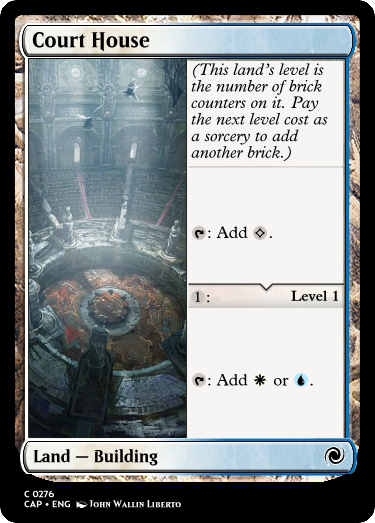 Court House
(This land's level is
the number of brick
counters on it. Pay
the next level cost as
a sorcery to add
another brick.)
: Add .
1 : Level 1
: Add or .
Land — Building
C 0276
CAP • ENG John Wallin Liberto